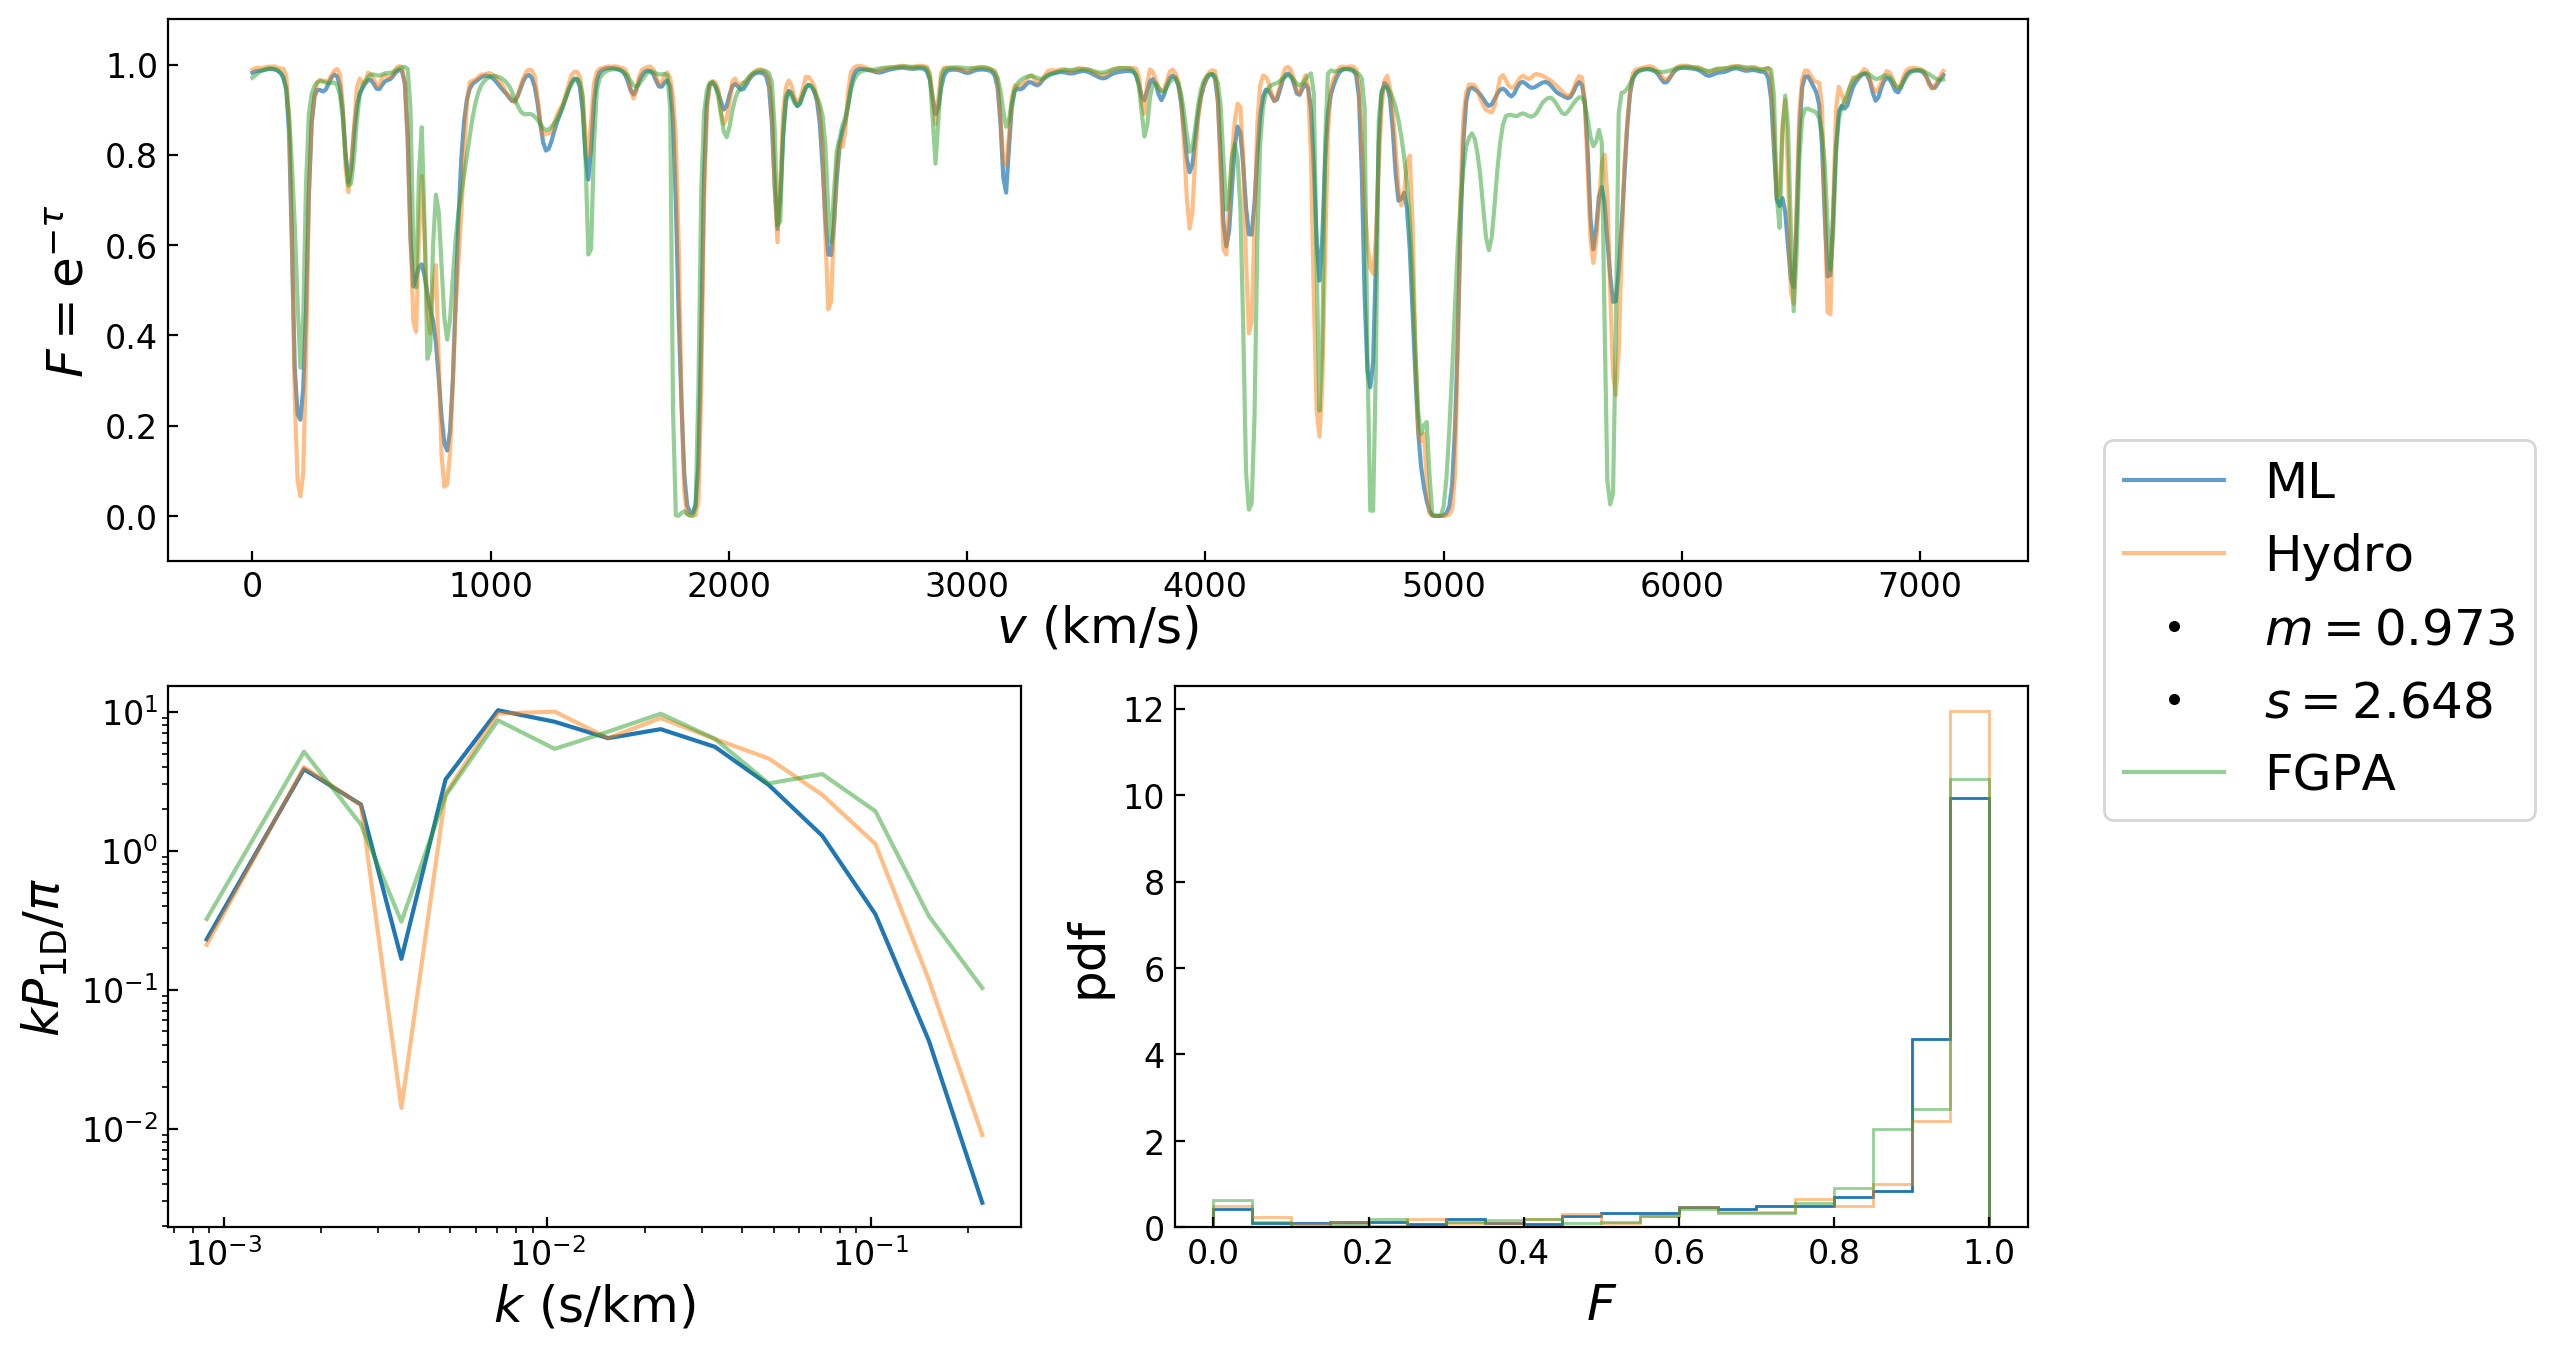 1.0
0.8
0.6
0.4
0.2
0.0
F = e^{−τ}
0 1000 2000 3000 4000 5000 6000 7000
v (km/s)
ML
Hydro
m = 0.973
s = 2.648
FGPA
10^1
10^0
10^{−1}
10^{−2}
kP_{1D}/π
10^{−3} 10^{−2} 10^{−1}
k (s/km)
12
10
8
6
4
2
0
pdf
0.0 0.2 0.4 0.6 0.8 1.0
F